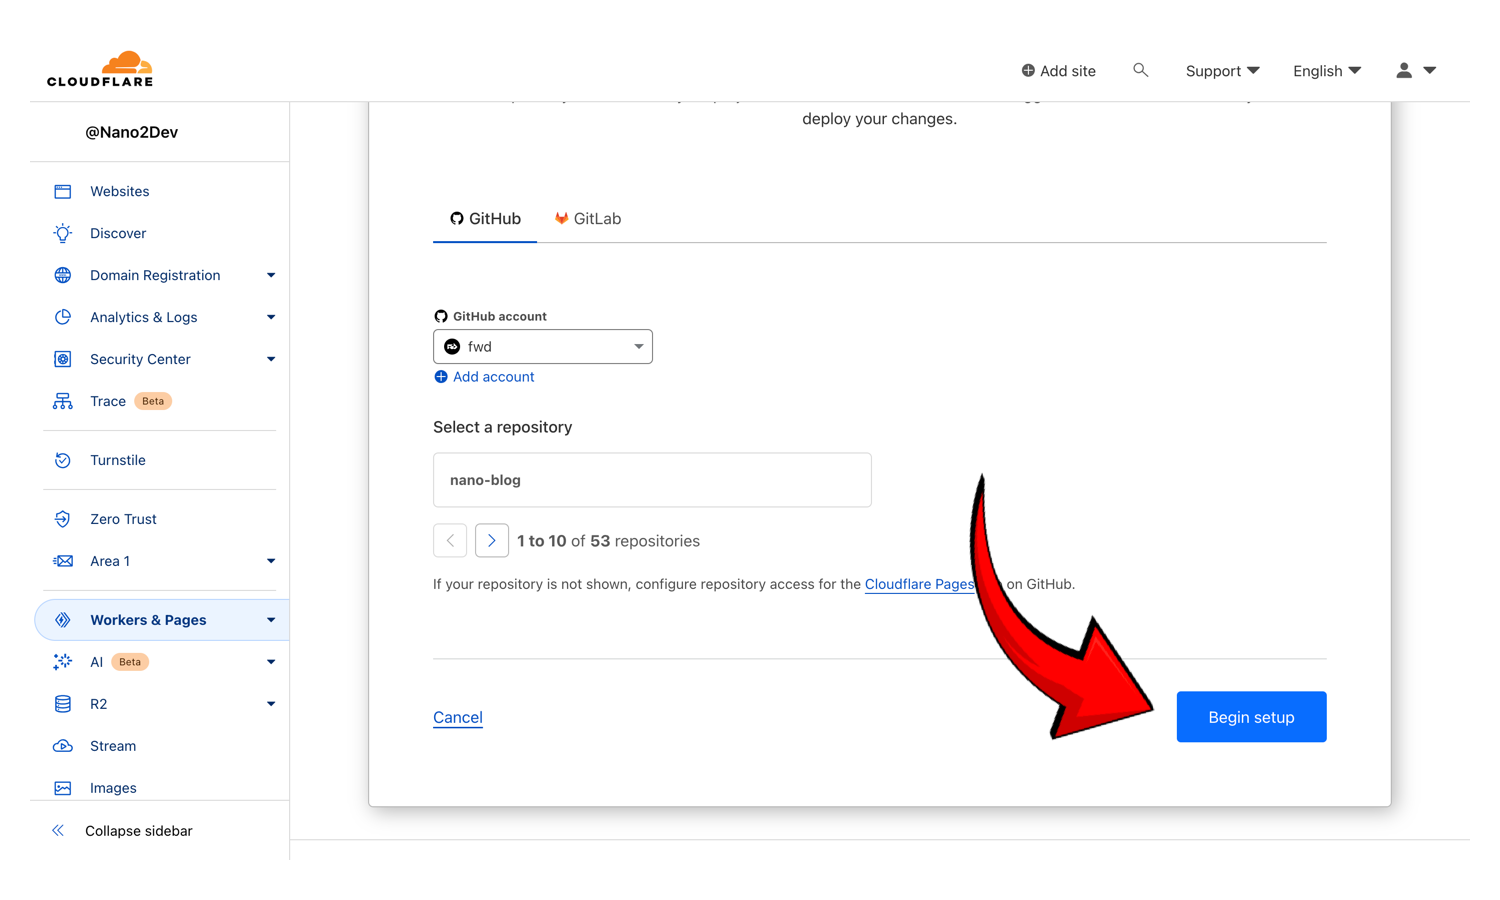 CLOUDFLARE
Add site
Support
English
@Nano2Dev
Websites
Discover
Domain Registration
Analytics & Logs
Security Center
Trace Beta
Turnstile
Zero Trust
Area 1
Workers & Pages
AI Beta
R2
Stream
Images
Collapse sidebar
deploy your changes.
GitHub GitLab
GitHub account
fwd
Add account
Select a repository
nano-blog
1 to 10 of 53 repositories
If your repository is not shown, configure repository access for the Cloudflare Pages on GitHub.
Cancel
Begin setup